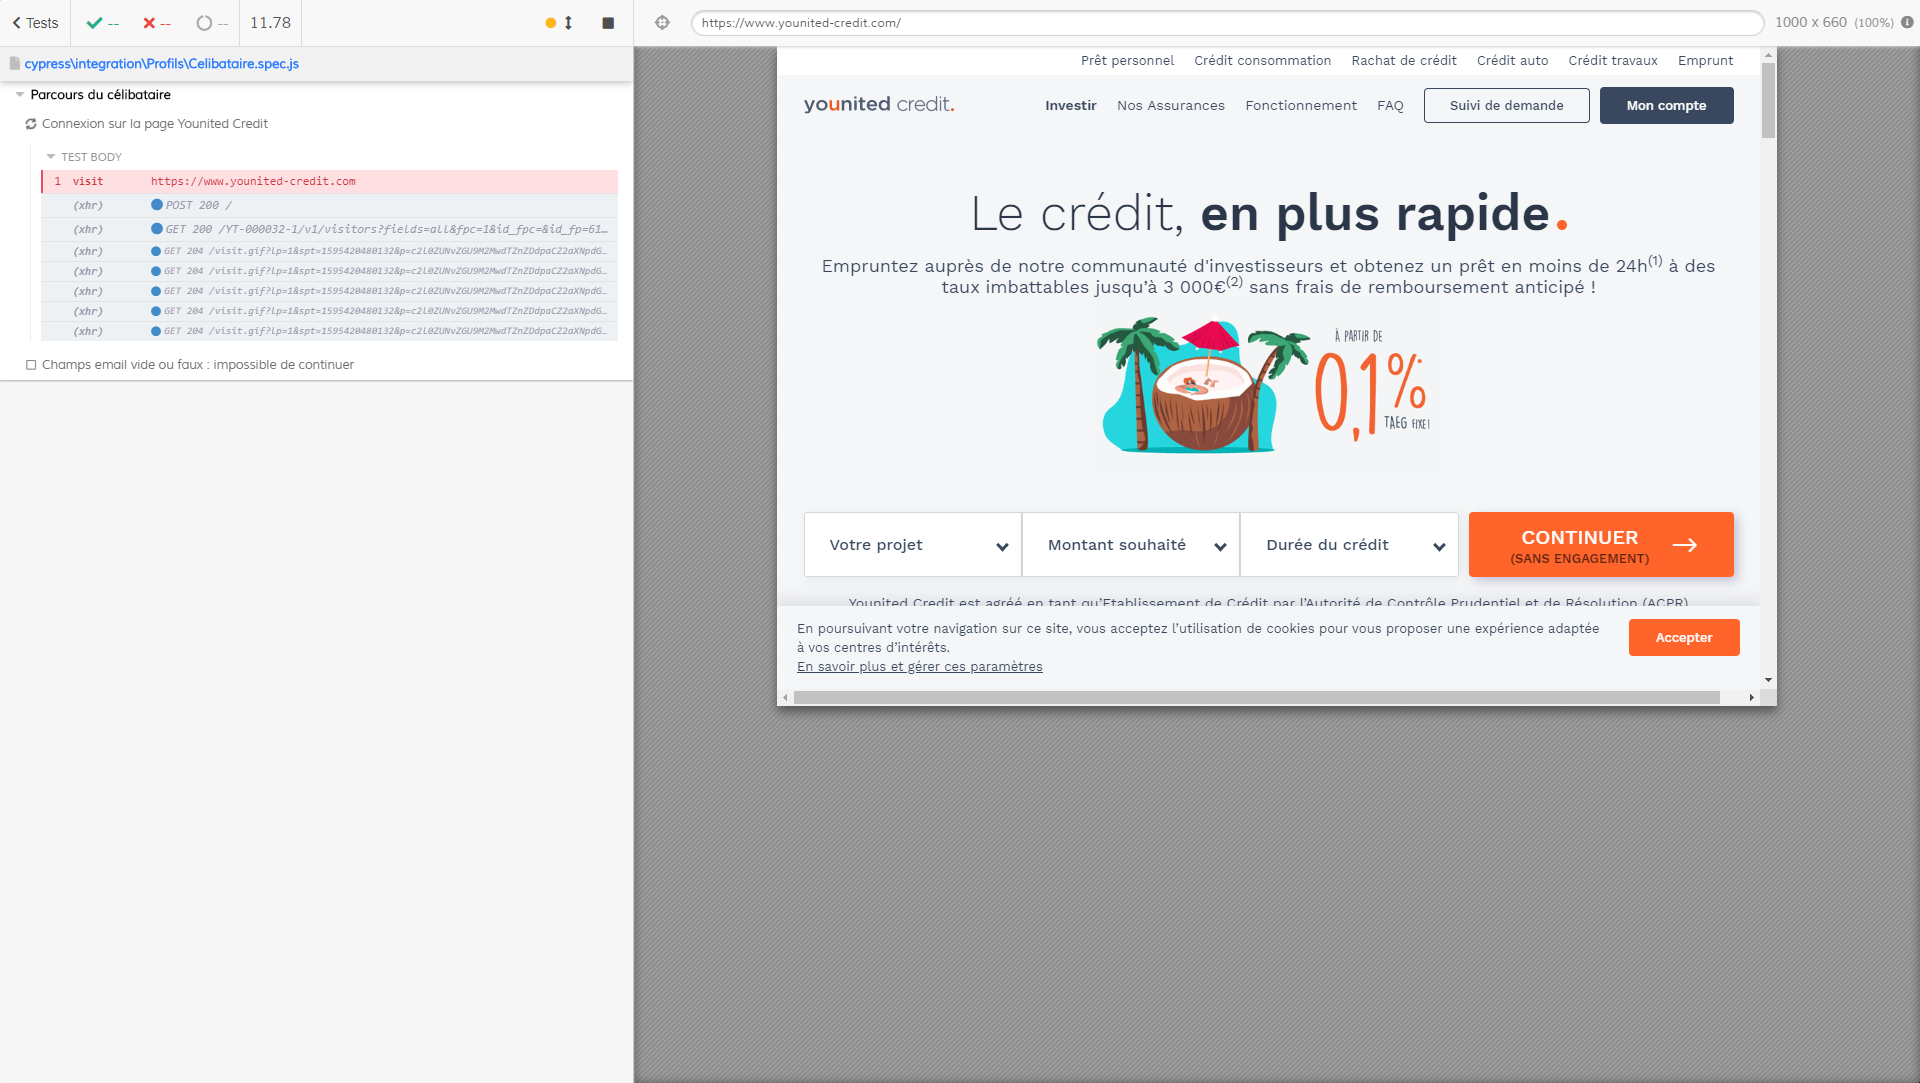 Tests
--
--
--
11.78
https://www.younited-credit.com/
1000 x 660 (100%)
cypress\integration\Profils\Celibataire.spec.js
Parcours du célibataire
Connexion sur la page Younited Credit
TEST BODY
1 visit https://www.younited-credit.com
(xhr) POST 200 /
(xhr) GET 200 /YT-000032-1/v1/visitors?fields=all&fpc=1&id_fpc=&id_fp=61...
(xhr) GET 204 /visit.gif?lp=1&spt=1595420480132&p=c2l0ZUNvZGU9M2MwdTZnZDdpaCZ2aXNpdG...
(xhr) GET 204 /visit.gif?lp=1&spt=1595420480132&p=c2l0ZUNvZGU9M2MwdTZnZDdpaCZ2aXNpdG...
(xhr) GET 204 /visit.gif?lp=1&spt=1595420480132&p=c2l0ZUNvZGU9M2MwdTZnZDdpaCZ2aXNpdG...
(xhr) GET 204 /visit.gif?lp=1&spt=1595420480132&p=c2l0ZUNvZGU9M2MwdTZnZDdpaCZ2aXNpdG...
(xhr) GET 204 /visit.gif?lp=1&spt=1595420480132&p=c2l0ZUNvZGU9M2MwdTZnZDdpaCZ2aXNpdG...
Champs email vide ou faux : impossible de continuer
Prêt personnel Crédit consommation Rachat de crédit Crédit auto Crédit travaux Emprunt
younited credit. Investir Nos Assurances Fonctionnement FAQ Suivi de demande Mon compte
Le crédit, en plus rapide.
Empruntez auprès de notre communauté d'investisseurs et obtenez un prêt en moins de 24h(1) à des
taux imbattables jusqu’à 3 000€(2) sans frais de remboursement anticipé !
À PARTIR DE
0,1%
TAEG FIXE!
Votre projet
Montant souhaité
Durée du crédit
CONTINUER
(SANS ENGAGEMENT)
Younited Credit est agréé en tant qu’Etablissement de Crédit par l’Autorité de Contrôle Prudentiel et de Résolution (ACPR)
En poursuivant votre navigation sur ce site, vous acceptez l’utilisation de cookies pour vous proposer une expérience adaptée
à vos centres d’intérêts.
En savoir plus et gérer ces paramètres
Accepter